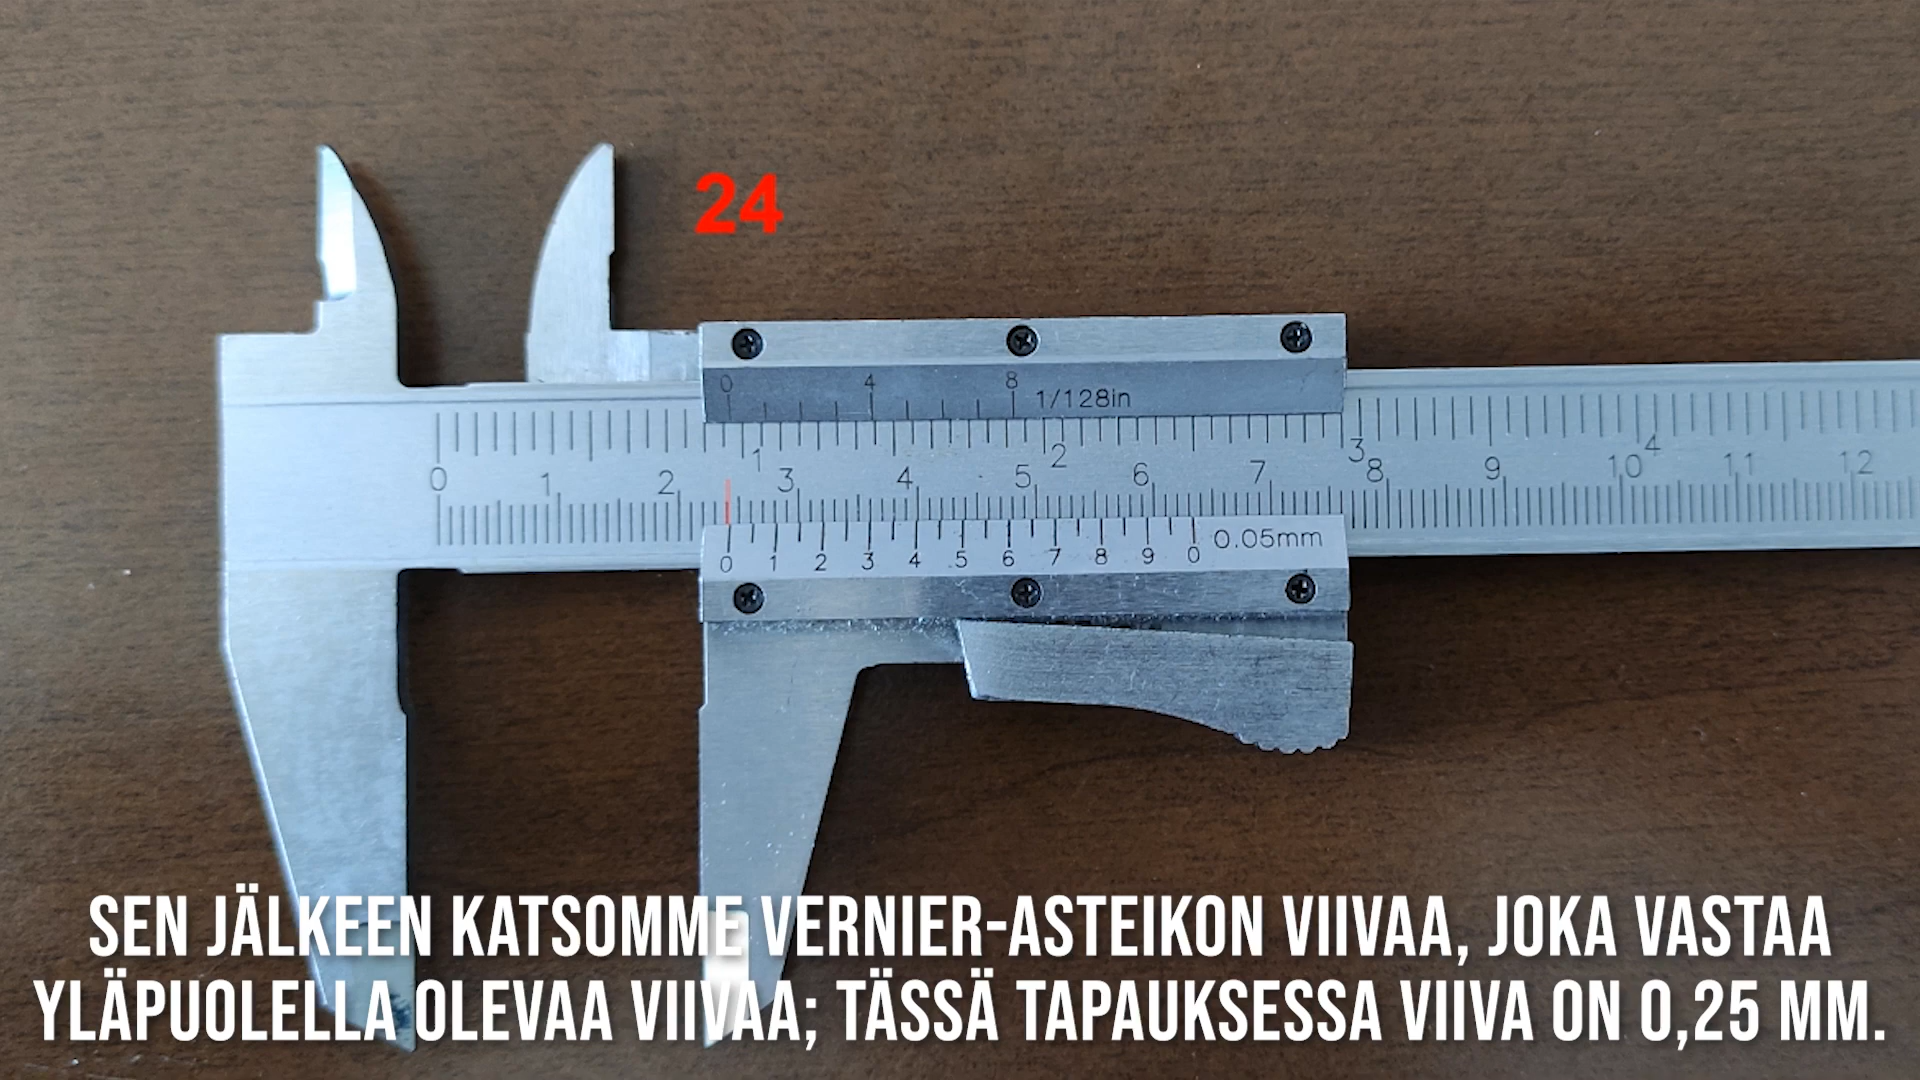 24
0 4 8
1/128in
1 2 3 4
0 1 2 3 4 5 6 7 8 9 10 11 12
0 1 2 3 4 5 6 7 8 9 0 0.05mm
SEN JÄLKEEN KATSOMME VERNIER-ASTEIKON VIIVAA, JOKA VASTAA
YLÄPUOLELLA OLEVAA VIIVAA; TÄSSÄ TAPAUKSESSA VIIVA ON 0,25 MM.